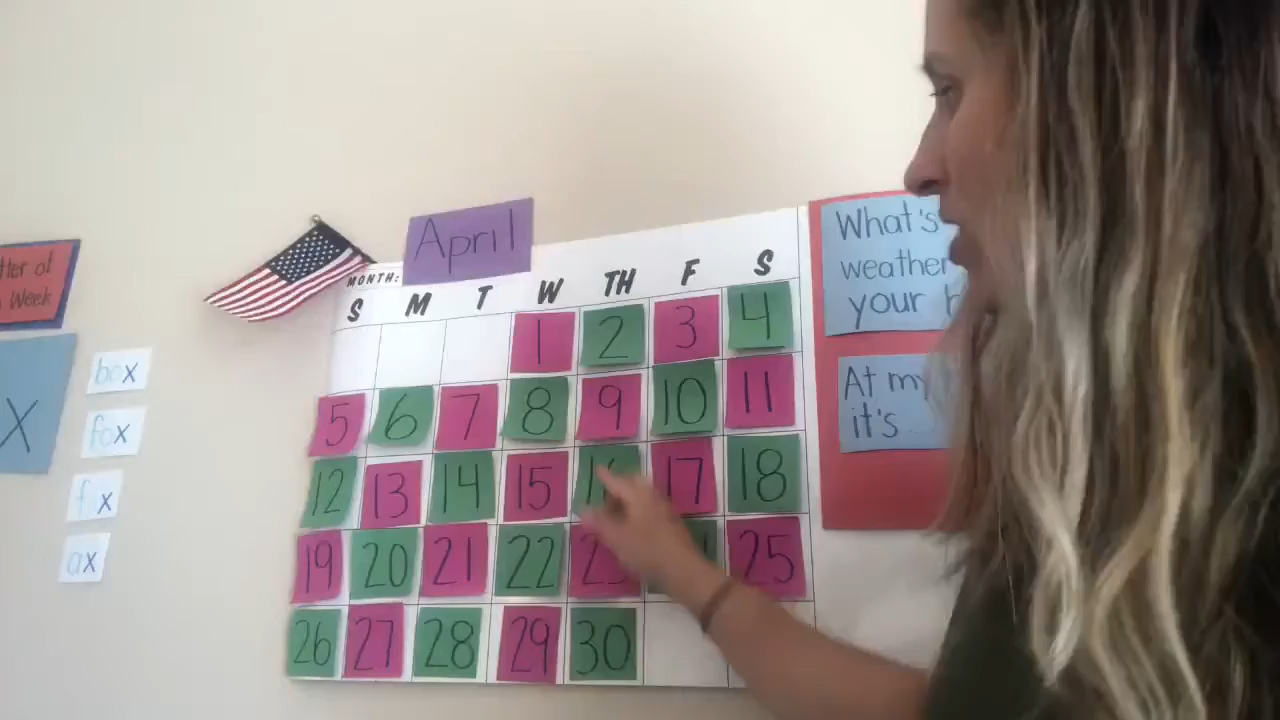 tter of
Week
X
box
fox
ax
April
MONTH:
S M T W TH F S
1 2 3 4
5 6 7 8 9 10 11
12 13 14 15 16 17 18
19 20 21 22 23 25
26 27 28 29 30
What's
weather
your
At my
it's